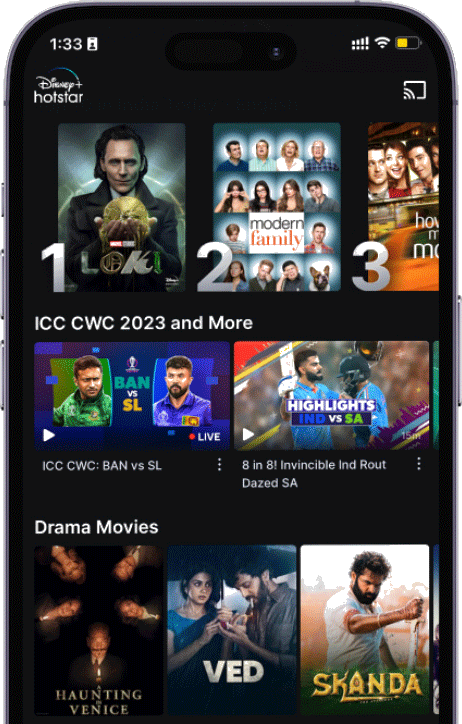 1:33
Disney+
hotstar
1
MARVEL STUDIOS
LOKI
2
modern
family
3
how
m
mo
ICC CWC 2023 and More
BAN
VS
SL
LIVE
HIGHLIGHTS
IND VS SA
15m
ICC CWC: BAN vs SL
8 in 8! Invincible Ind Rout
Dazed SA
Drama Movies
A
HAUNTING
IN
VENICE
VED
SKANDA